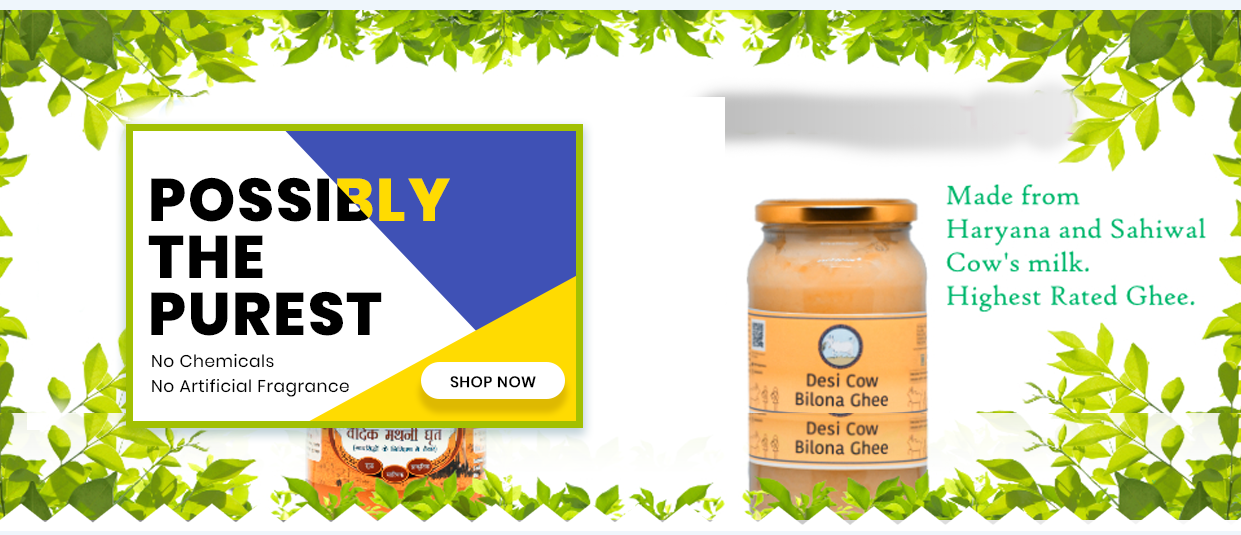 POSSIBLY
THE
PUREST
No Chemicals
No Artificial Fragrance
SHOP NOW
वैदिक मथनी घृत
Made from
Haryana and Sahiwal
Cow's milk.
Highest Rated Ghee.
Desi Cow
Bilona Ghee
Desi Cow
Bilona Ghee